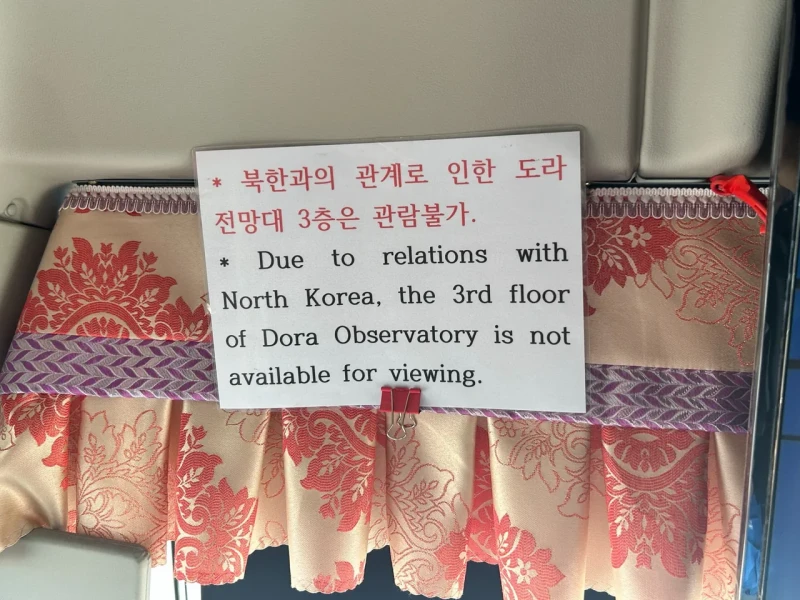 * 북한과의 관계로 인한 도라
전망대 3층은 관람불가.
* Due to relations with
North Korea, the 3rd floor
of Dora Observatory is not
available for viewing.